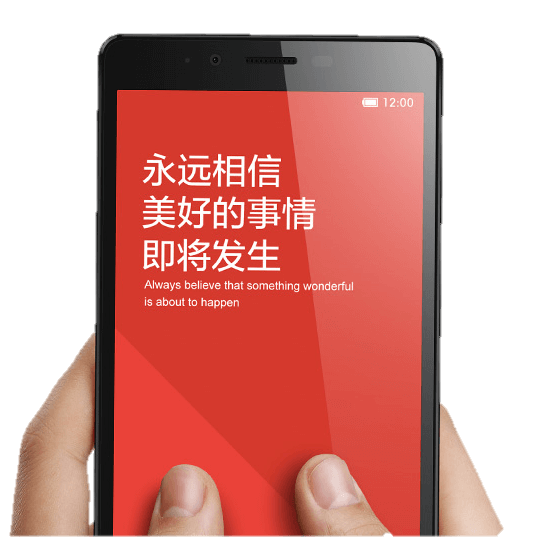 12:00
永远相信
美好的事情
即将发生
Always believe that something wonderful
is about to happen